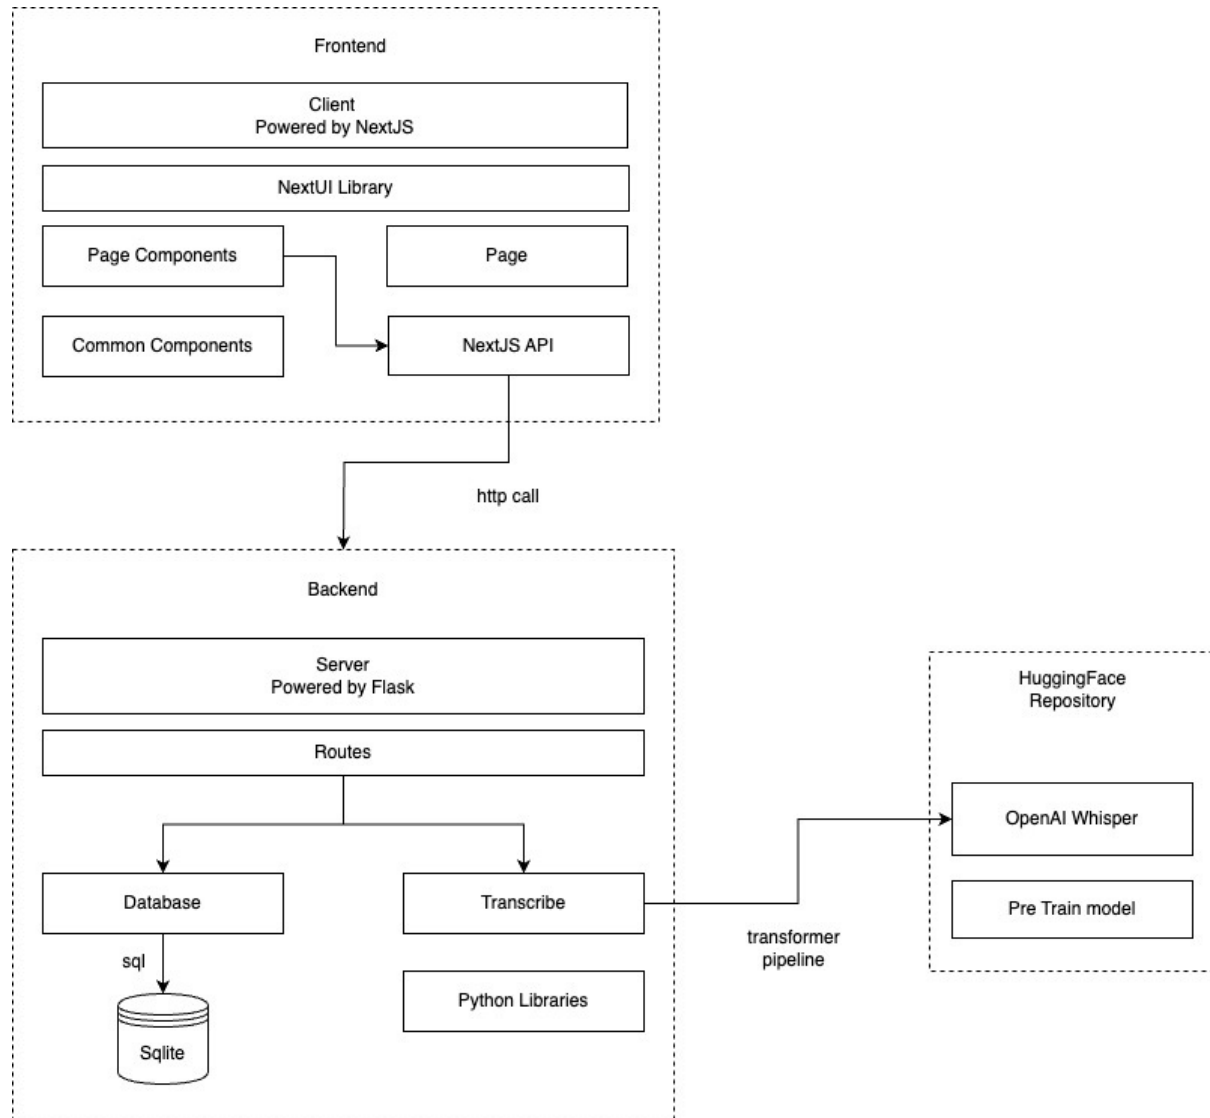 Frontend
Client
Powered by NextJS
NextUI Library
Page Components
Page
Common Components
NextJS API
http call
Backend
Server
Powered by Flask
Routes
Database
Transcribe
sql
Sqlite
Python Libraries
transformer
pipeline
HuggingFace
Repository
OpenAI Whisper
Pre Train model